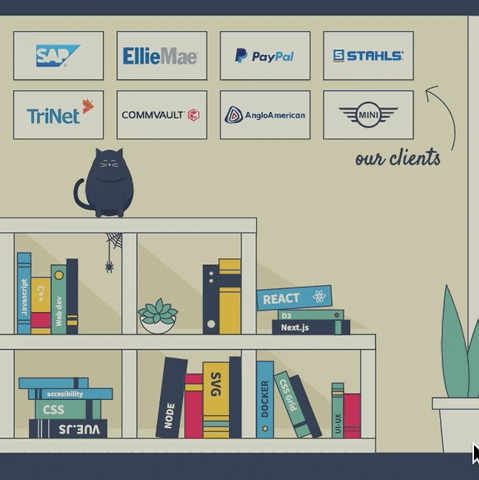 SAP
EllieMae
PayPal
STAHLS'
TriNet
COMMVAULT
AngloAmerican
MINI
our clients
Javascript
C++
Web dev
REACT
D3
Next.js
accesibility
CSS
VUE.JS
NODE
SVG
DOCKER
CSS Grid
UI-UX